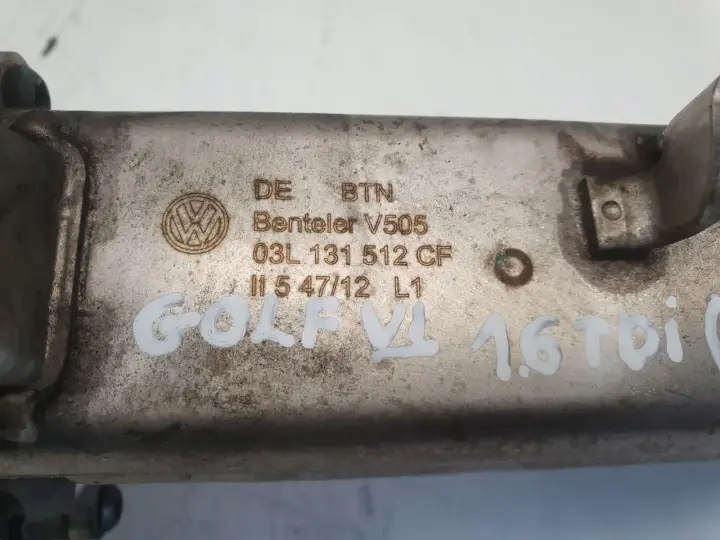 DE BTN
Benteler V505
03L 131 512 CF
II 5 47/12 L1
GOLF VI 1.6 TDi (